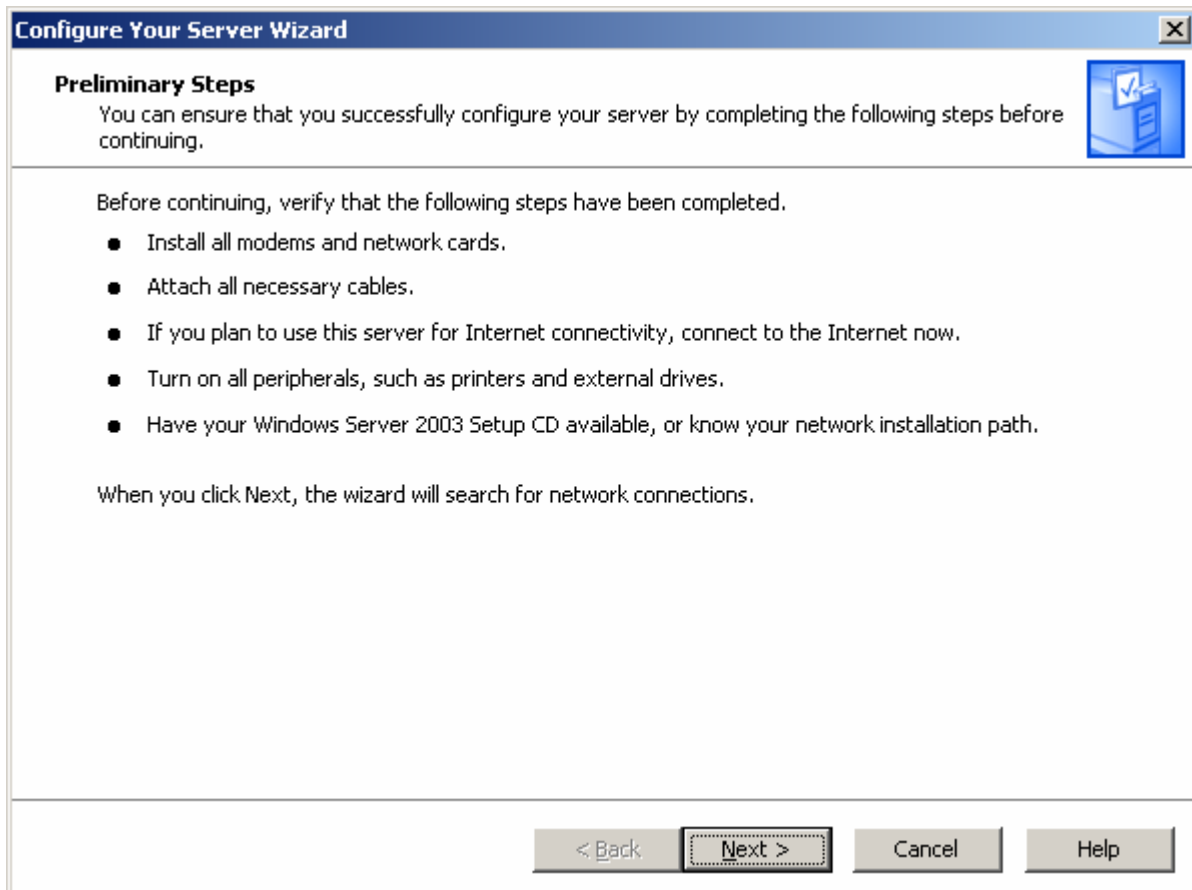 Configure Your Server Wizard
Preliminary Steps
You can ensure that you successfully configure your server by completing the following steps before
continuing.
Before continuing, verify that the following steps have been completed.
● Install all modems and network cards.
● Attach all necessary cables.
● If you plan to use this server for Internet connectivity, connect to the Internet now.
● Turn on all peripherals, such as printers and external drives.
● Have your Windows Server 2003 Setup CD available, or know your network installation path.
When you click Next, the wizard will search for network connections.
< Back Next > Cancel Help